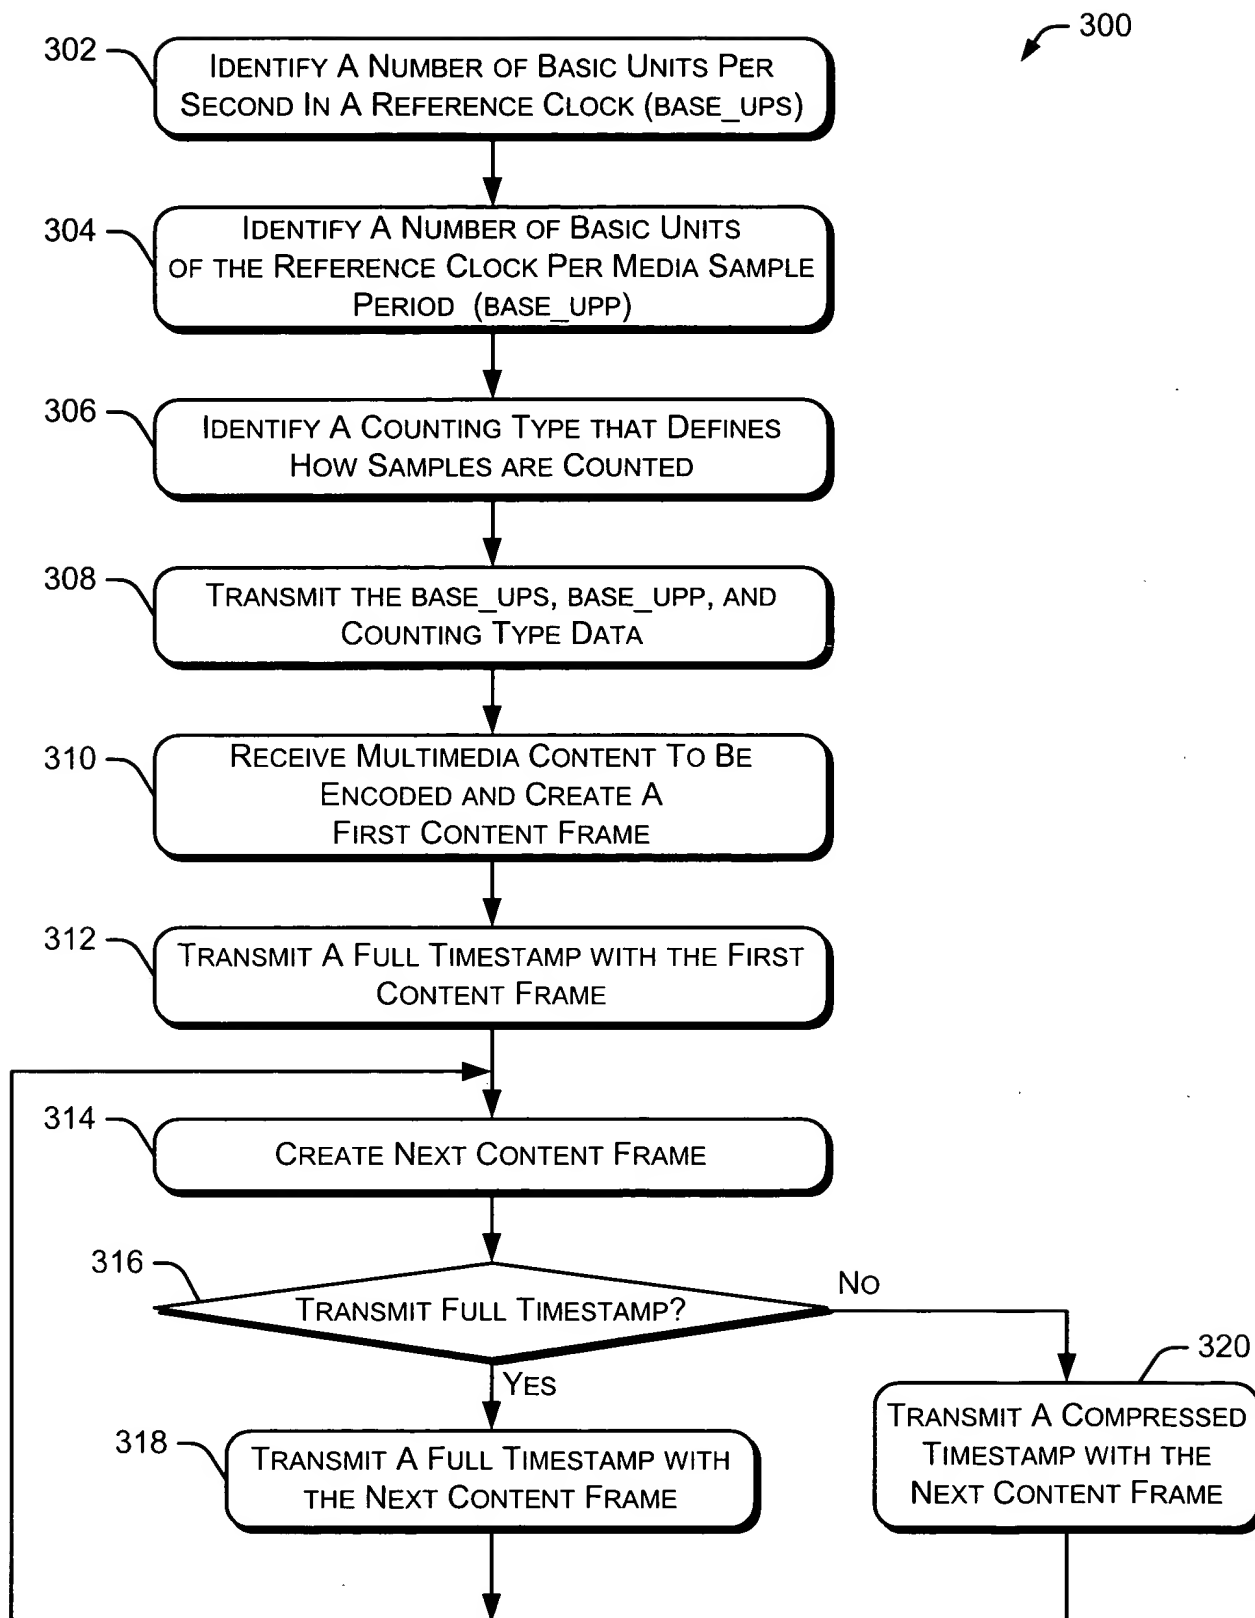 300
302
IDENTIFY A NUMBER OF BASIC UNITS PER
SECOND IN A REFERENCE CLOCK (BASE_UPS)
304
IDENTIFY A NUMBER OF BASIC UNITS
OF THE REFERENCE CLOCK PER MEDIA SAMPLE
PERIOD (BASE_UPP)
306
IDENTIFY A COUNTING TYPE THAT DEFINES
HOW SAMPLES ARE COUNTED
308
TRANSMIT THE BASE_UPS, BASE_UPP, AND
COUNTING TYPE DATA
310
RECEIVE MULTIMEDIA CONTENT TO BE
ENCODED AND CREATE A
FIRST CONTENT FRAME
312
TRANSMIT A FULL TIMESTAMP WITH THE FIRST
CONTENT FRAME
314
CREATE NEXT CONTENT FRAME
316
TRANSMIT FULL TIMESTAMP?
NO
YES
318
TRANSMIT A FULL TIMESTAMP WITH
THE NEXT CONTENT FRAME
320
TRANSMIT A COMPRESSED
TIMESTAMP WITH THE
NEXT CONTENT FRAME